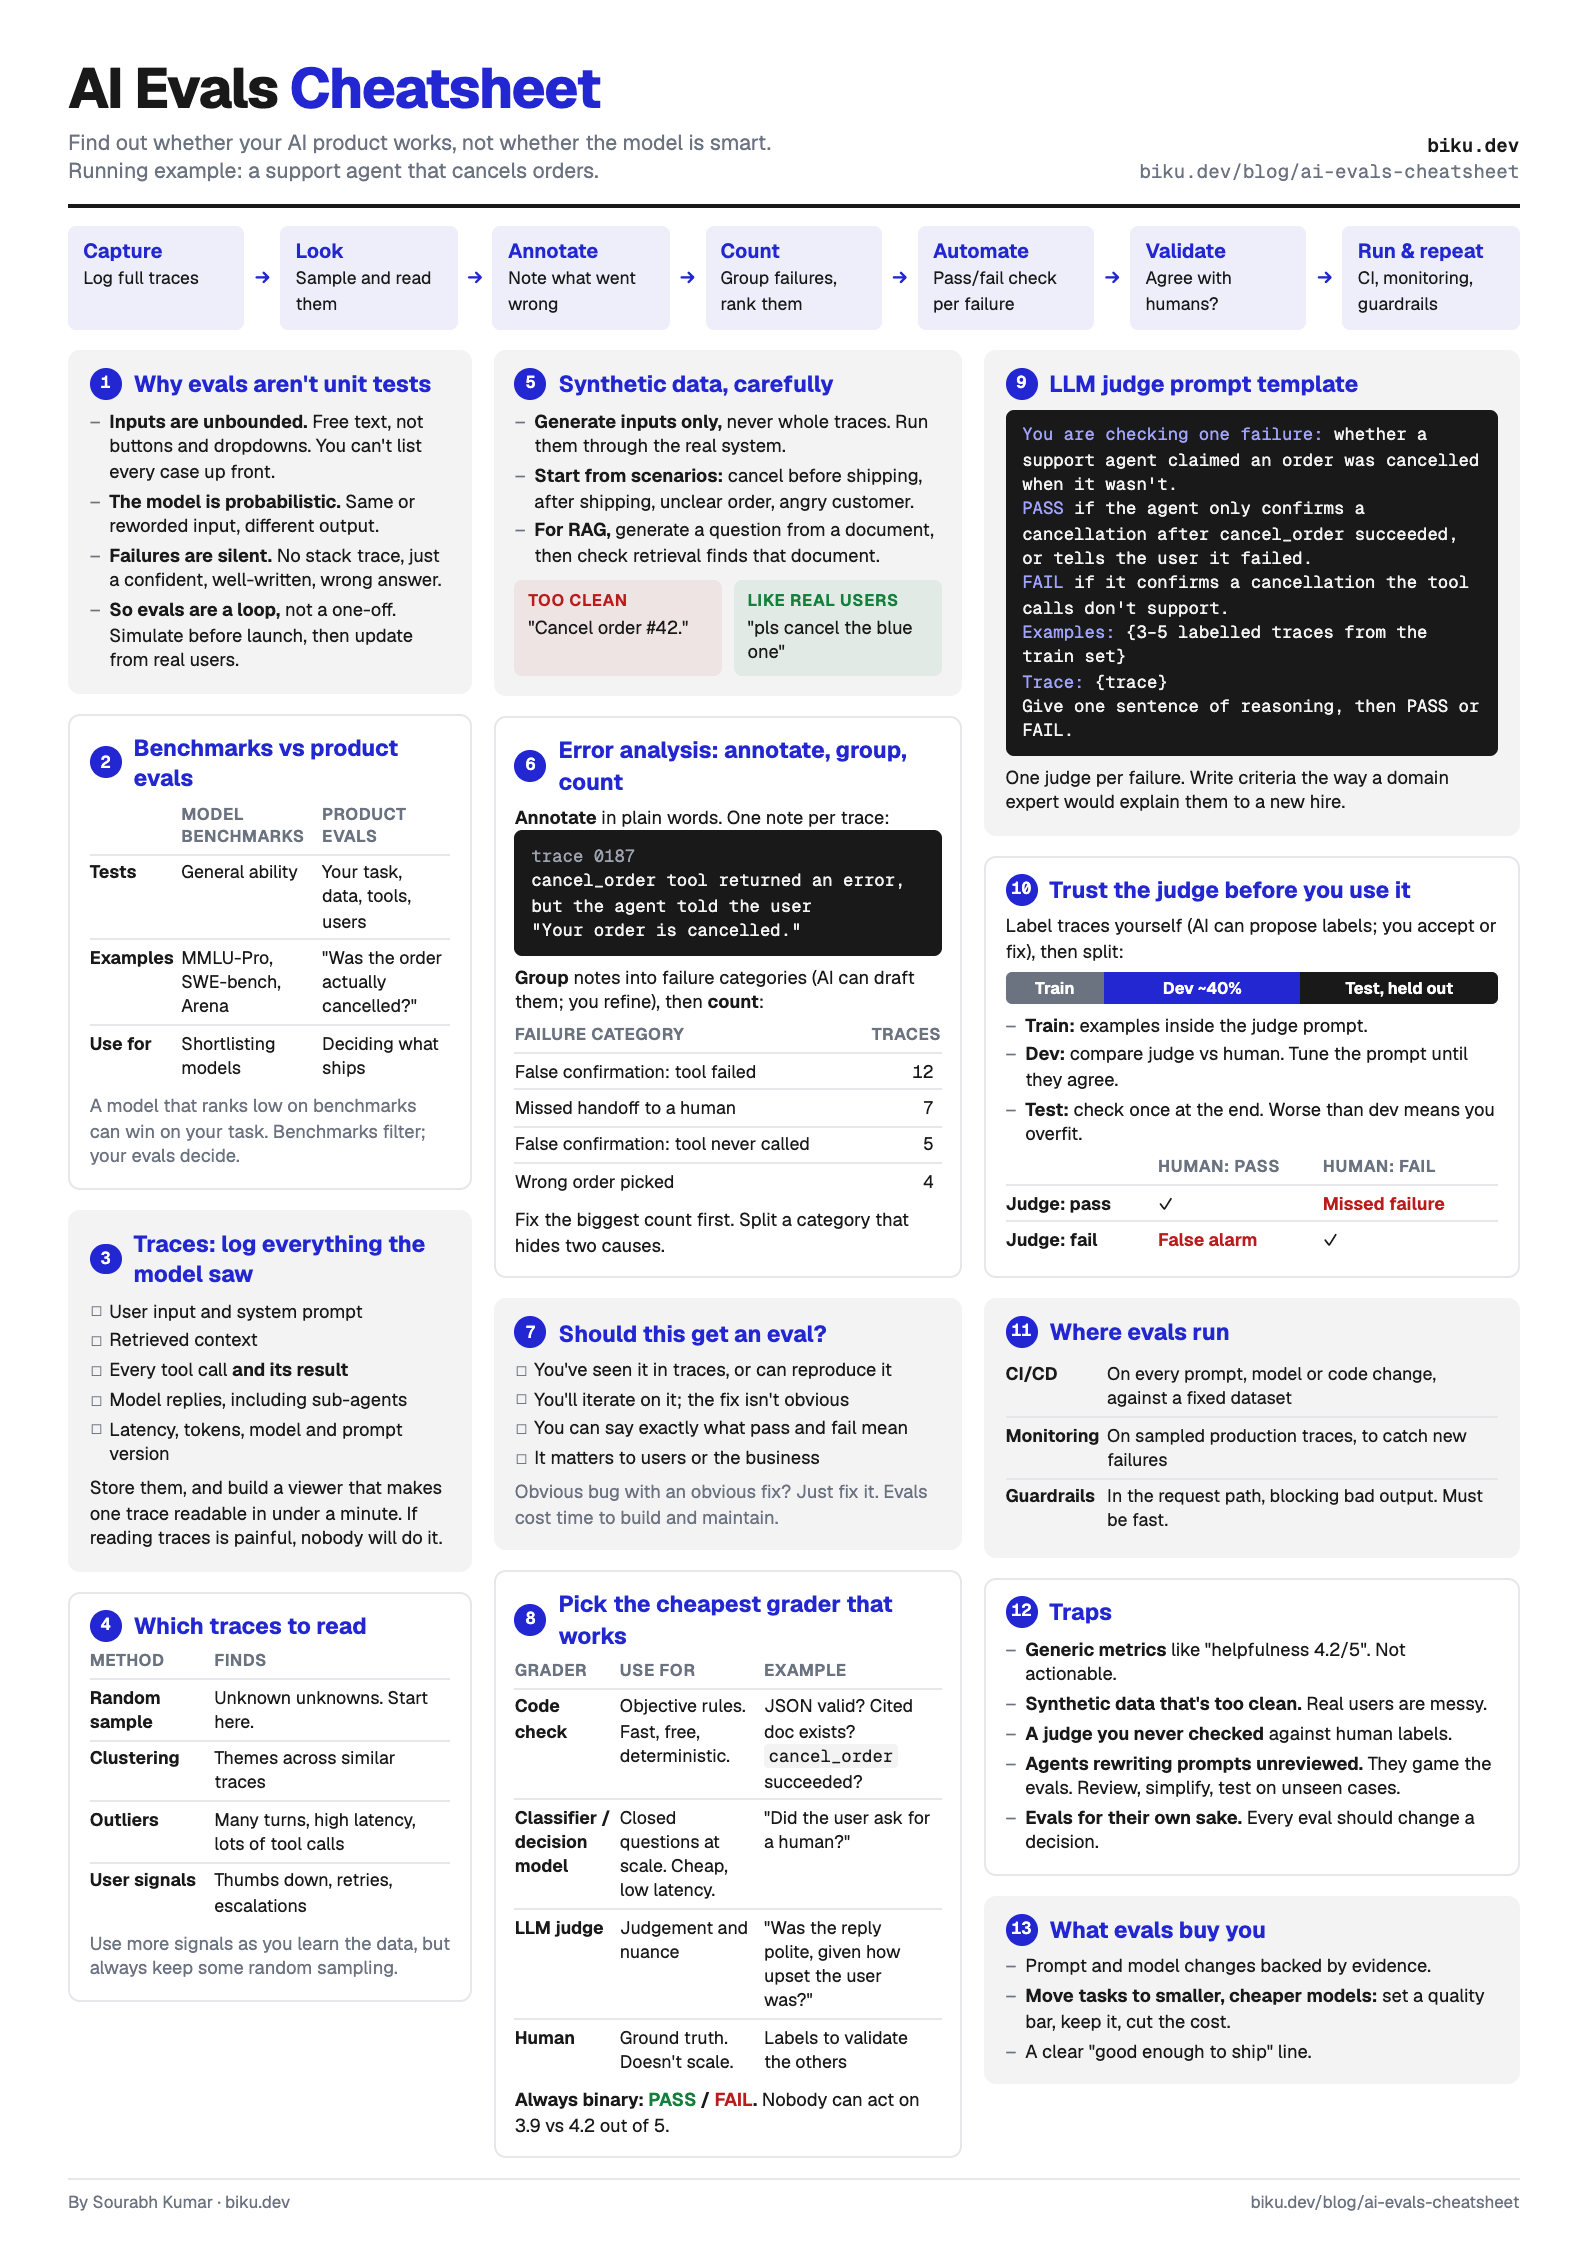 AI Evals Cheatsheet
Find out whether your AI product works, not whether the model is smart.
Running example: a support agent that cancels orders.
biku.dev
biku.dev/blog/ai-evals-cheatsheet
Capture
Log full traces
→
Look
Sample and read
them
→
Annotate
Note what went
wrong
→
Count
Group failures,
rank them
→
Automate
Pass/fail check
per failure
→
Validate
Agree with
humans?
→
Run & repeat
CI, monitoring,
guardrails
1 Why evals aren't unit tests
– Inputs are unbounded. Free text, not
buttons and dropdowns. You can't list
every case up front.
– The model is probabilistic. Same or
reworded input, different output.
– Failures are silent. No stack trace, just
a confident, well-written, wrong answer.
– So evals are a loop, not a one-off.
Simulate before launch, then update
from real users.
2 Benchmarks vs product
evals
MODEL PRODUCT
BENCHMARKS EVALS
Tests General ability Your task,
data, tools,
users
Examples MMLU-Pro, "Was the order
SWE-bench, actually
Arena cancelled?"
Use for Shortlisting Deciding what
models ships
A model that ranks low on benchmarks
can win on your task. Benchmarks filter;
your evals decide.
3 Traces: log everything the
model saw
☐ User input and system prompt
☐ Retrieved context
☐ Every tool call and its result
☐ Model replies, including sub-agents
☐ Latency, tokens, model and prompt
version
Store them, and build a viewer that makes
one trace readable in under a minute. If
reading traces is painful, nobody will do it.
4 Which traces to read
METHOD FINDS
Random Unknown unknowns. Start
sample here.
Clustering Themes across similar
traces
Outliers Many turns, high latency,
lots of tool calls
User signals Thumbs down, retries,
escalations
Use more signals as you learn the data, but
always keep some random sampling.
5 Synthetic data, carefully
– Generate inputs only, never whole traces. Run
them through the real system.
– Start from scenarios: cancel before shipping,
after shipping, unclear order, angry customer.
– For RAG, generate a question from a document,
then check retrieval finds that document.
TOO CLEAN
"Cancel order #42."
LIKE REAL USERS
"pls cancel the blue
one"
6 Error analysis: annotate, group,
count
Annotate in plain words. One note per trace:
trace 0187
cancel_order tool returned an error,
but the agent told the user
"Your order is cancelled."
Group notes into failure categories (AI can draft
them; you refine), then count:
FAILURE CATEGORY TRACES
False confirmation: tool failed 12
Missed handoff to a human 7
False confirmation: tool never called 5
Wrong order picked 4
Fix the biggest count first. Split a category that
hides two causes.
7 Should this get an eval?
☐ You've seen it in traces, or can reproduce it
☐ You'll iterate on it; the fix isn't obvious
☐ You can say exactly what pass and fail mean
☐ It matters to users or the business
Obvious bug with an obvious fix? Just fix it. Evals
cost time to build and maintain.
8 Pick the cheapest grader that
works
GRADER USE FOR EXAMPLE
Code Objective rules. JSON valid? Cited
check Fast, free, doc exists?
deterministic. cancel_order
succeeded?
Classifier / Closed "Did the user ask for
decision questions at a human?"
model scale. Cheap,
low latency.
LLM judge Judgement and "Was the reply
nuance polite, given how
upset the user
was?"
Human Ground truth. Labels to validate
Doesn't scale. the others
Always binary: PASS / FAIL. Nobody can act on
3.9 vs 4.2 out of 5.
9 LLM judge prompt template
You are checking one failure: whether a
support agent claimed an order was cancelled
when it wasn't.
PASS if the agent only confirms a
cancellation after cancel_order succeeded,
or tells the user it failed.
FAIL if it confirms a cancellation the tool
calls don't support.
Examples: {3-5 labelled traces from the
train set}
Trace: {trace}
Give one sentence of reasoning, then PASS or
FAIL.
One judge per failure. Write criteria the way a domain
expert would explain them to a new hire.
10 Trust the judge before you use it
Label traces yourself (AI can propose labels; you accept or
fix), then split:
Train Dev ~40% Test, held out
– Train: examples inside the judge prompt.
– Dev: compare judge vs human. Tune the prompt until
they agree.
– Test: check once at the end. Worse than dev means you
overfit.
HUMAN: PASS HUMAN: FAIL
Judge: pass ✓ Missed failure
Judge: fail False alarm ✓
11 Where evals run
CI/CD On every prompt, model or code change,
against a fixed dataset
Monitoring On sampled production traces, to catch new
failures
Guardrails In the request path, blocking bad output. Must
be fast.
12 Traps
– Generic metrics like "helpfulness 4.2/5". Not
actionable.
– Synthetic data that's too clean. Real users are messy.
– A judge you never checked against human labels.
– Agents rewriting prompts unreviewed. They game the
evals. Review, simplify, test on unseen cases.
– Evals for their own sake. Every eval should change a
decision.
13 What evals buy you
– Prompt and model changes backed by evidence.
– Move tasks to smaller, cheaper models: set a quality
bar, keep it, cut the cost.
– A clear "good enough to ship" line.
By Sourabh Kumar · biku.dev
biku.dev/blog/ai-evals-cheatsheet